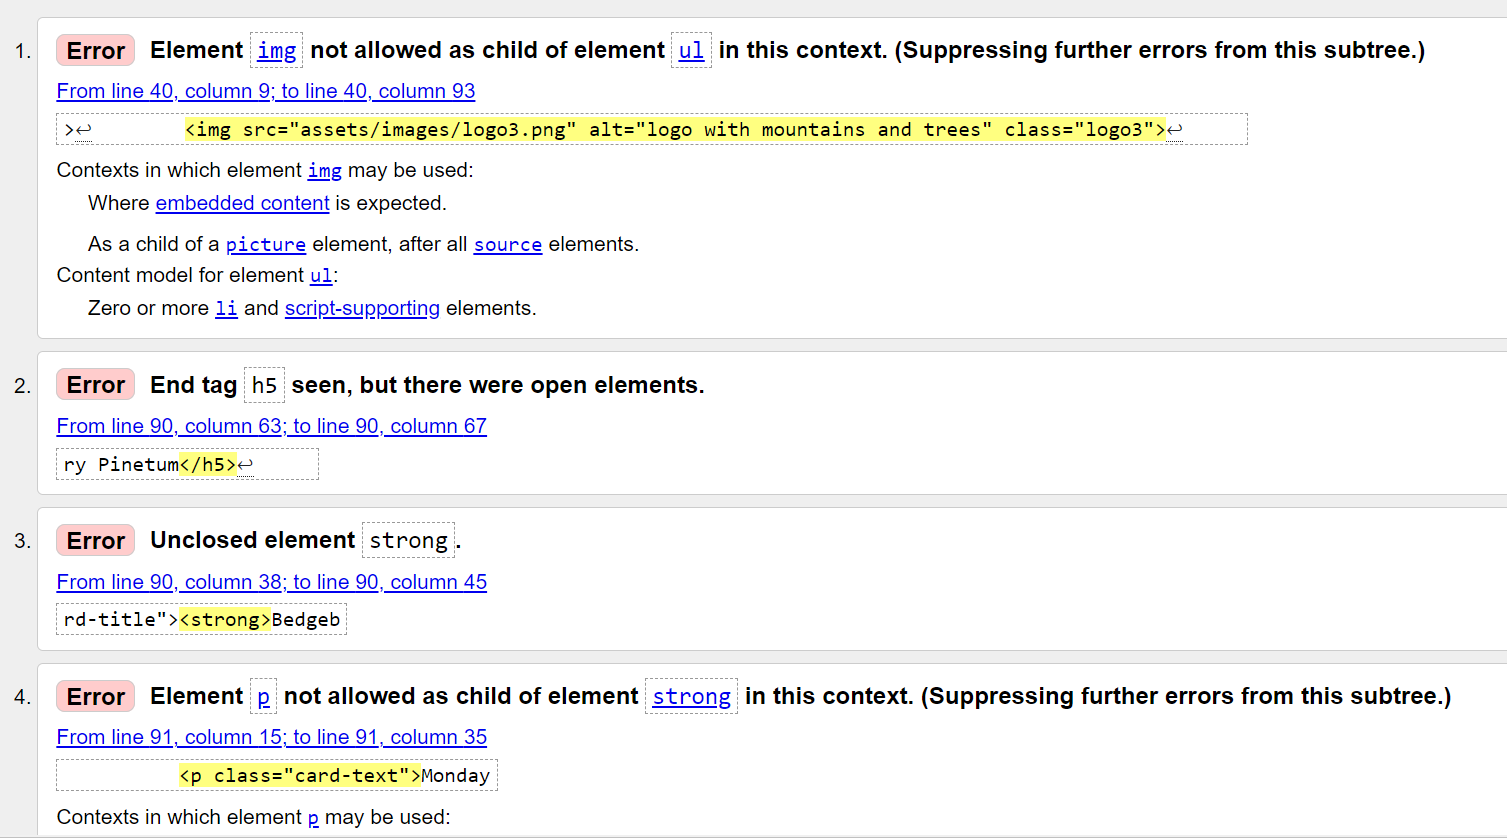 1. Error Element img not allowed as child of element ul in this context. (Suppressing further errors from this subtree.)
From line 40, column 9; to line 40, column 93
>↩ <img src="assets/images/logo3.png" alt="logo with mountains and trees" class="logo3">↩
Contexts in which element img may be used:
Where embedded content is expected.
As a child of a picture element, after all source elements.
Content model for element ul:
Zero or more li and script-supporting elements.
2. Error End tag h5 seen, but there were open elements.
From line 90, column 63; to line 90, column 67
ry Pinetum</h5>↩
3. Error Unclosed element strong.
From line 90, column 38; to line 90, column 45
rd-title"><strong>Bedgeb
4. Error Element p not allowed as child of element strong in this context. (Suppressing further errors from this subtree.)
From line 91, column 15; to line 91, column 35
<p class="card-text">Monday
Contexts in which element p may be used: